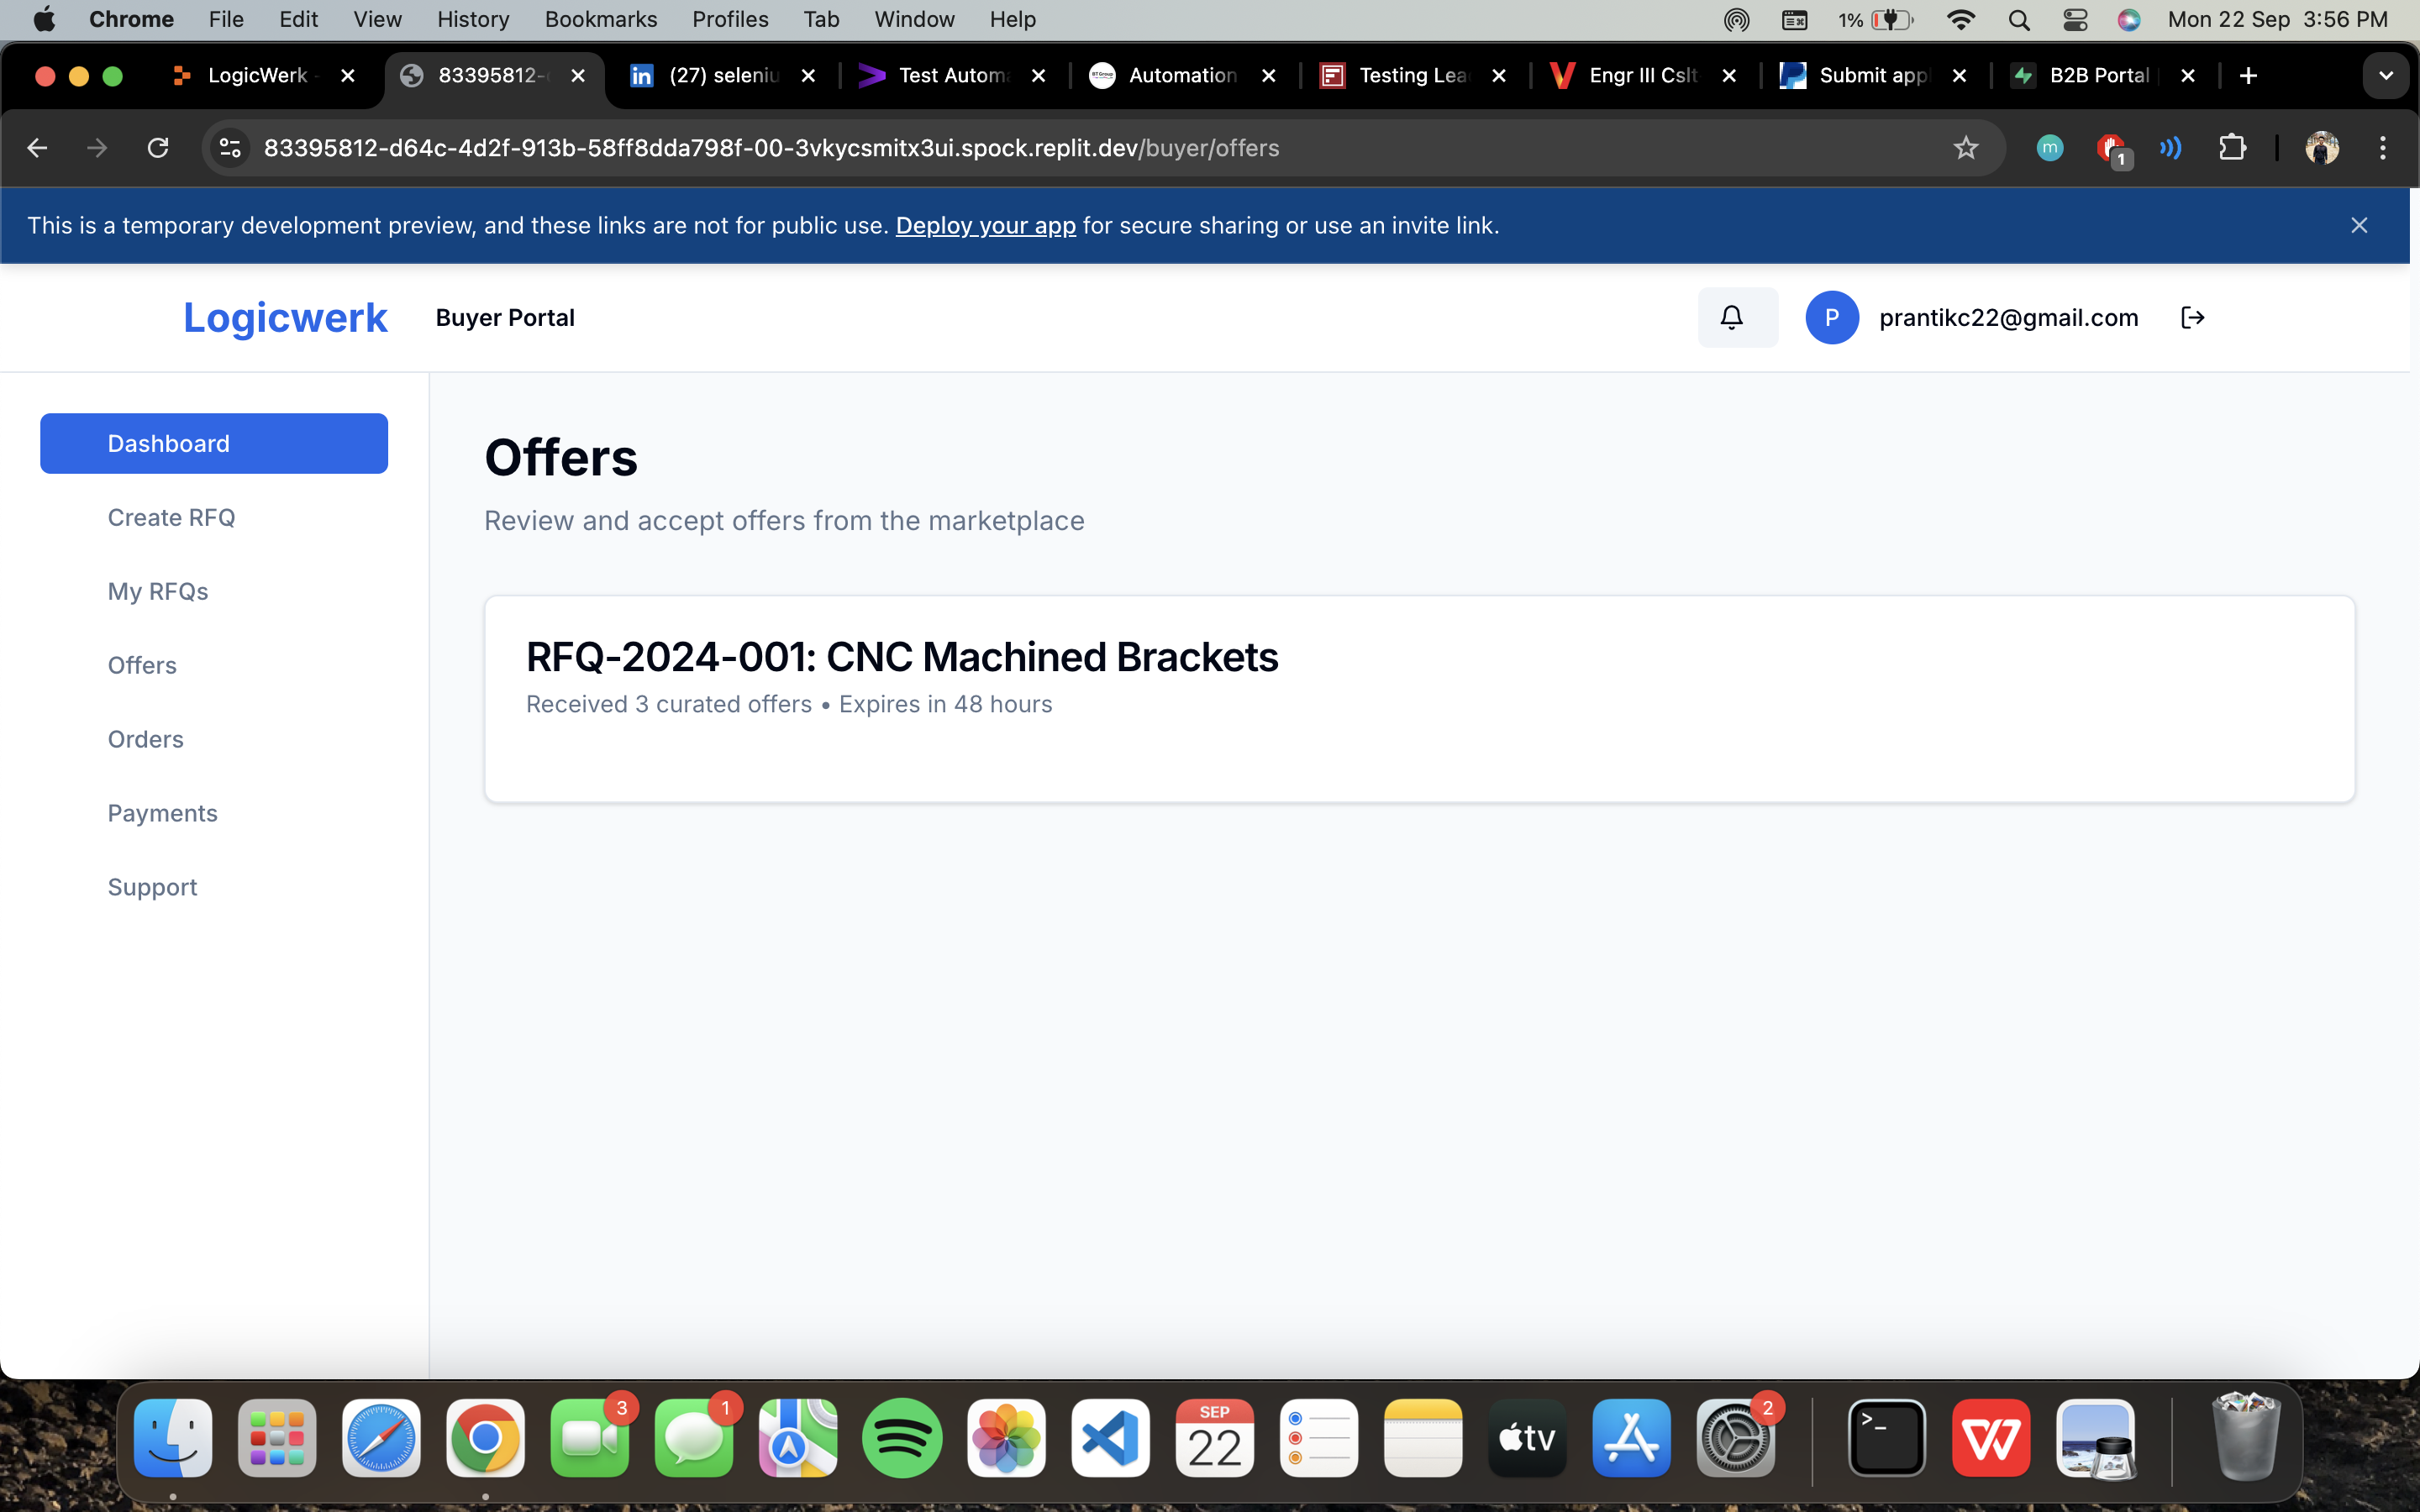 Chrome File Edit View History Bookmarks Profiles Tab Window Help 1% Mon 22 Sep 3:56 PM
LogicWerk 83395812- (27) seleniu Test Autom Automation Testing Lea Engr III Cslt Submit app B2B Portal
83395812-d64c-4d2f-913b-58ff8dda798f-00-3vkycsmitx3ui.spock.replit.dev/buyer/offers m 1
This is a temporary development preview, and these links are not for public use. Deploy your app for secure sharing or use an invite link.
Logicwerk Buyer Portal P prantikc22@gmail.com
Dashboard
Create RFQ
My RFQs
Offers
Orders
Payments
Support
Offers
Review and accept offers from the marketplace
RFQ-2024-001: CNC Machined Brackets
Received 3 curated offers • Expires in 48 hours
3 1 SEP 2
22 tv >_ W